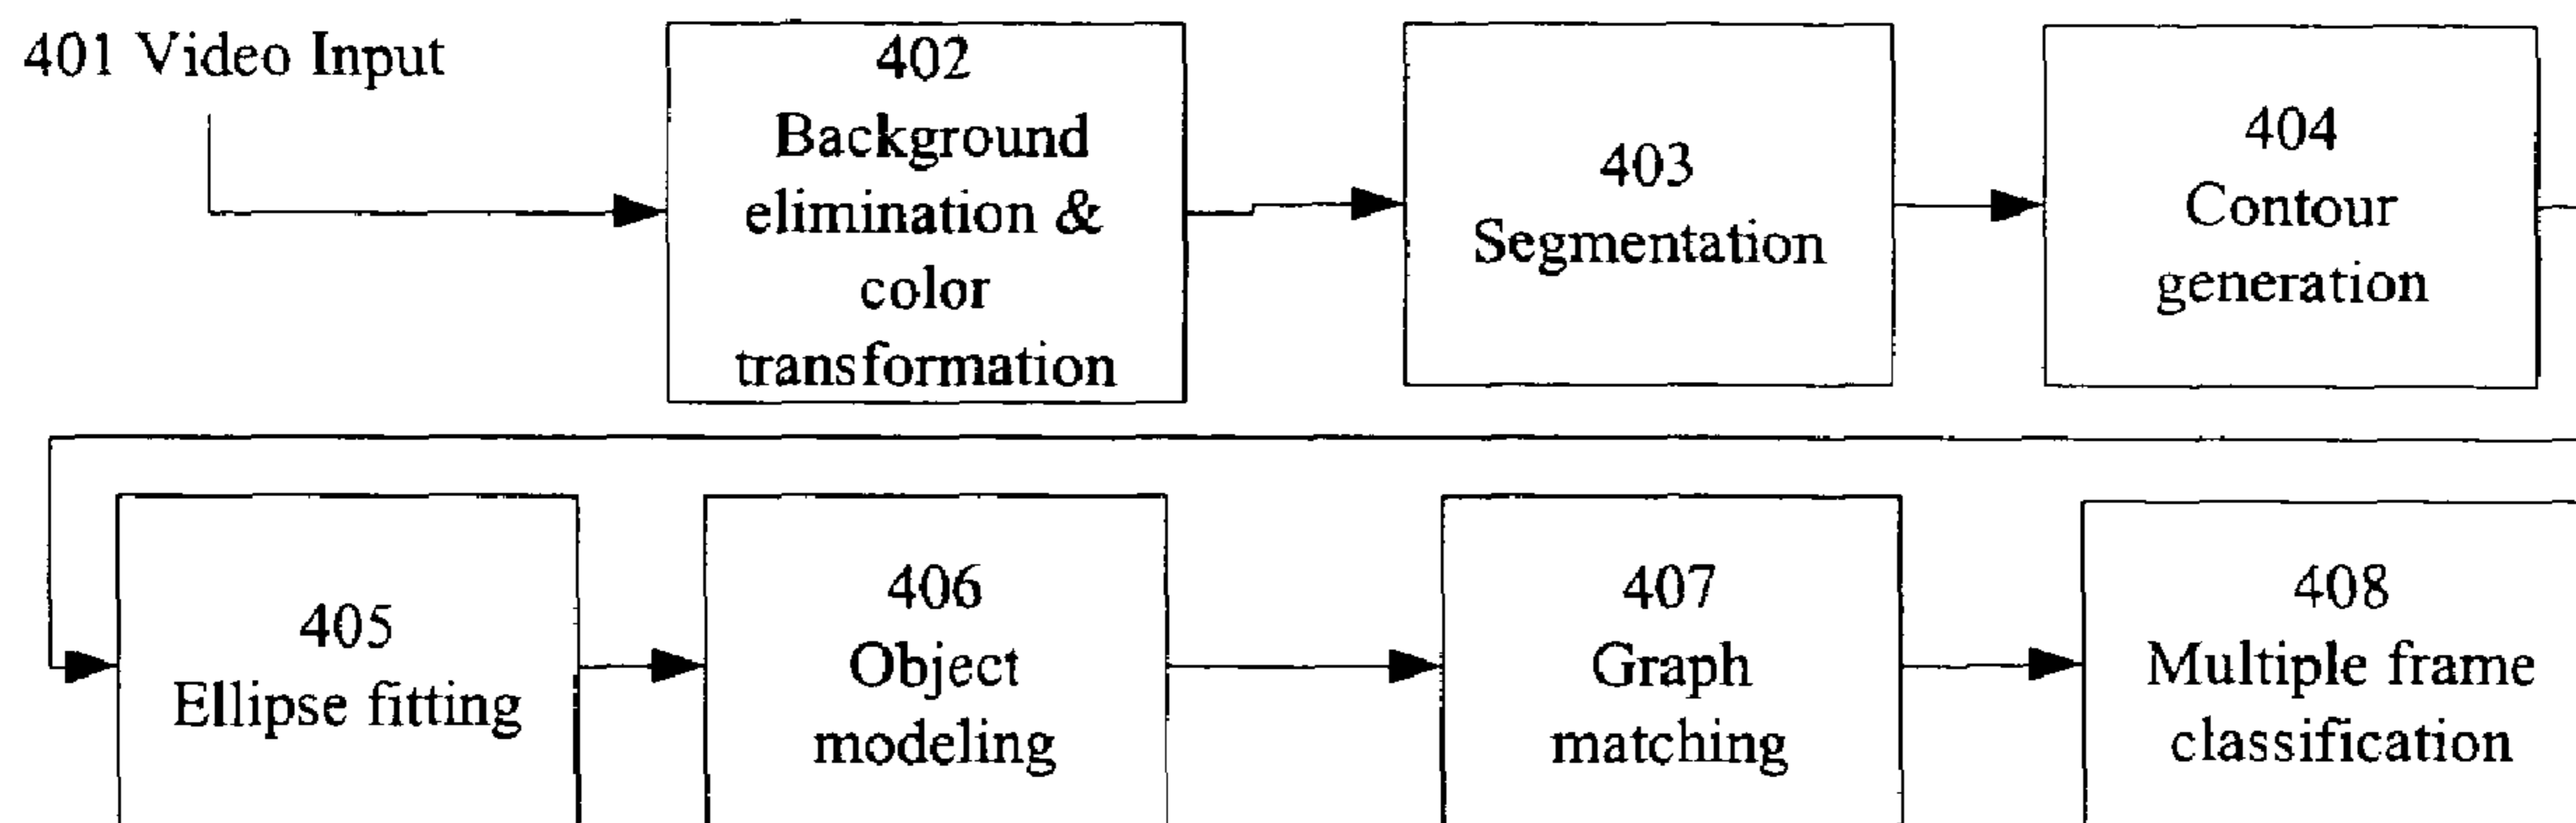 401 Video Input
402
Background
elimination &
color
transformation
403
Segmentation
404
Contour
generation
405
Ellipse fitting
406
Object
modeling
407
Graph
matching
408
Multiple frame
classification